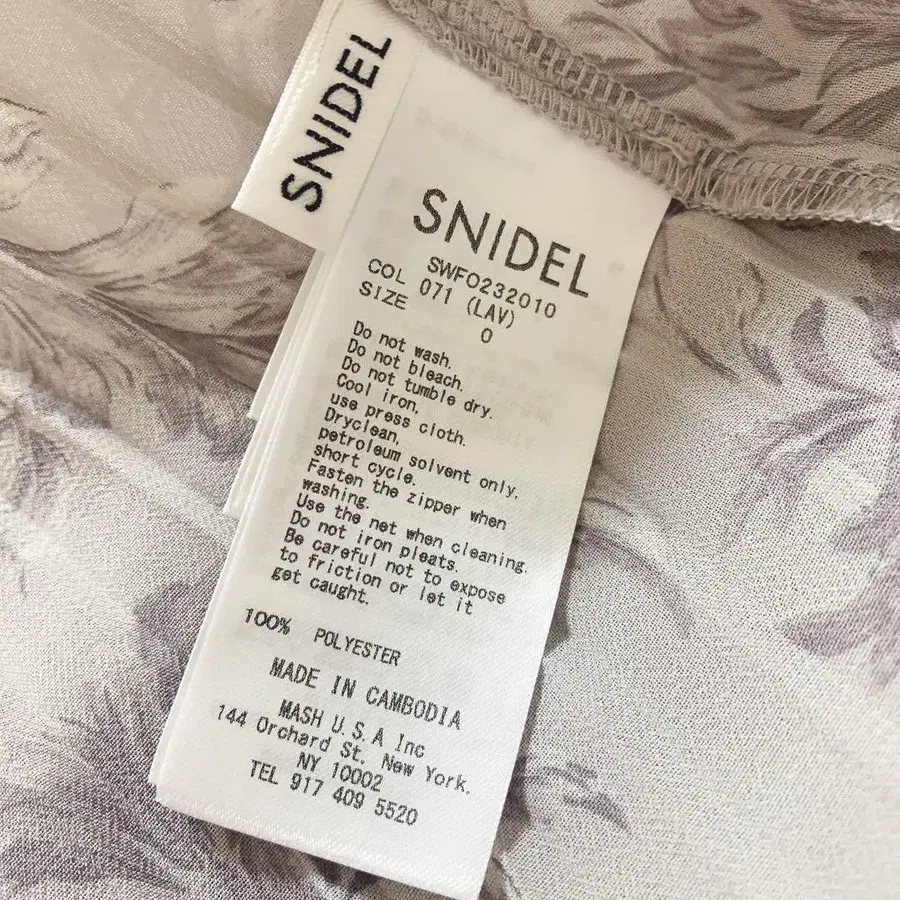 SNIDEL
SNIDEL
SWFO232010
COL 071 (LAV)
SIZE 0
Do not wash.
Do not bleach.
Do not tumble dry.
Cool iron,
use press cloth.
Dryclean,
petroleum solvent only,
short cycle.
Fasten the zipper when
washing.
Use the net when cleaning.
Do not iron pleats.
Be careful not to expose
to friction or let it
get caught.
100% POLYESTER
MADE IN CAMBODIA
MASH U.S.A Inc
144 Orchard St. New York,
NY 10002
TEL 917 409 5520